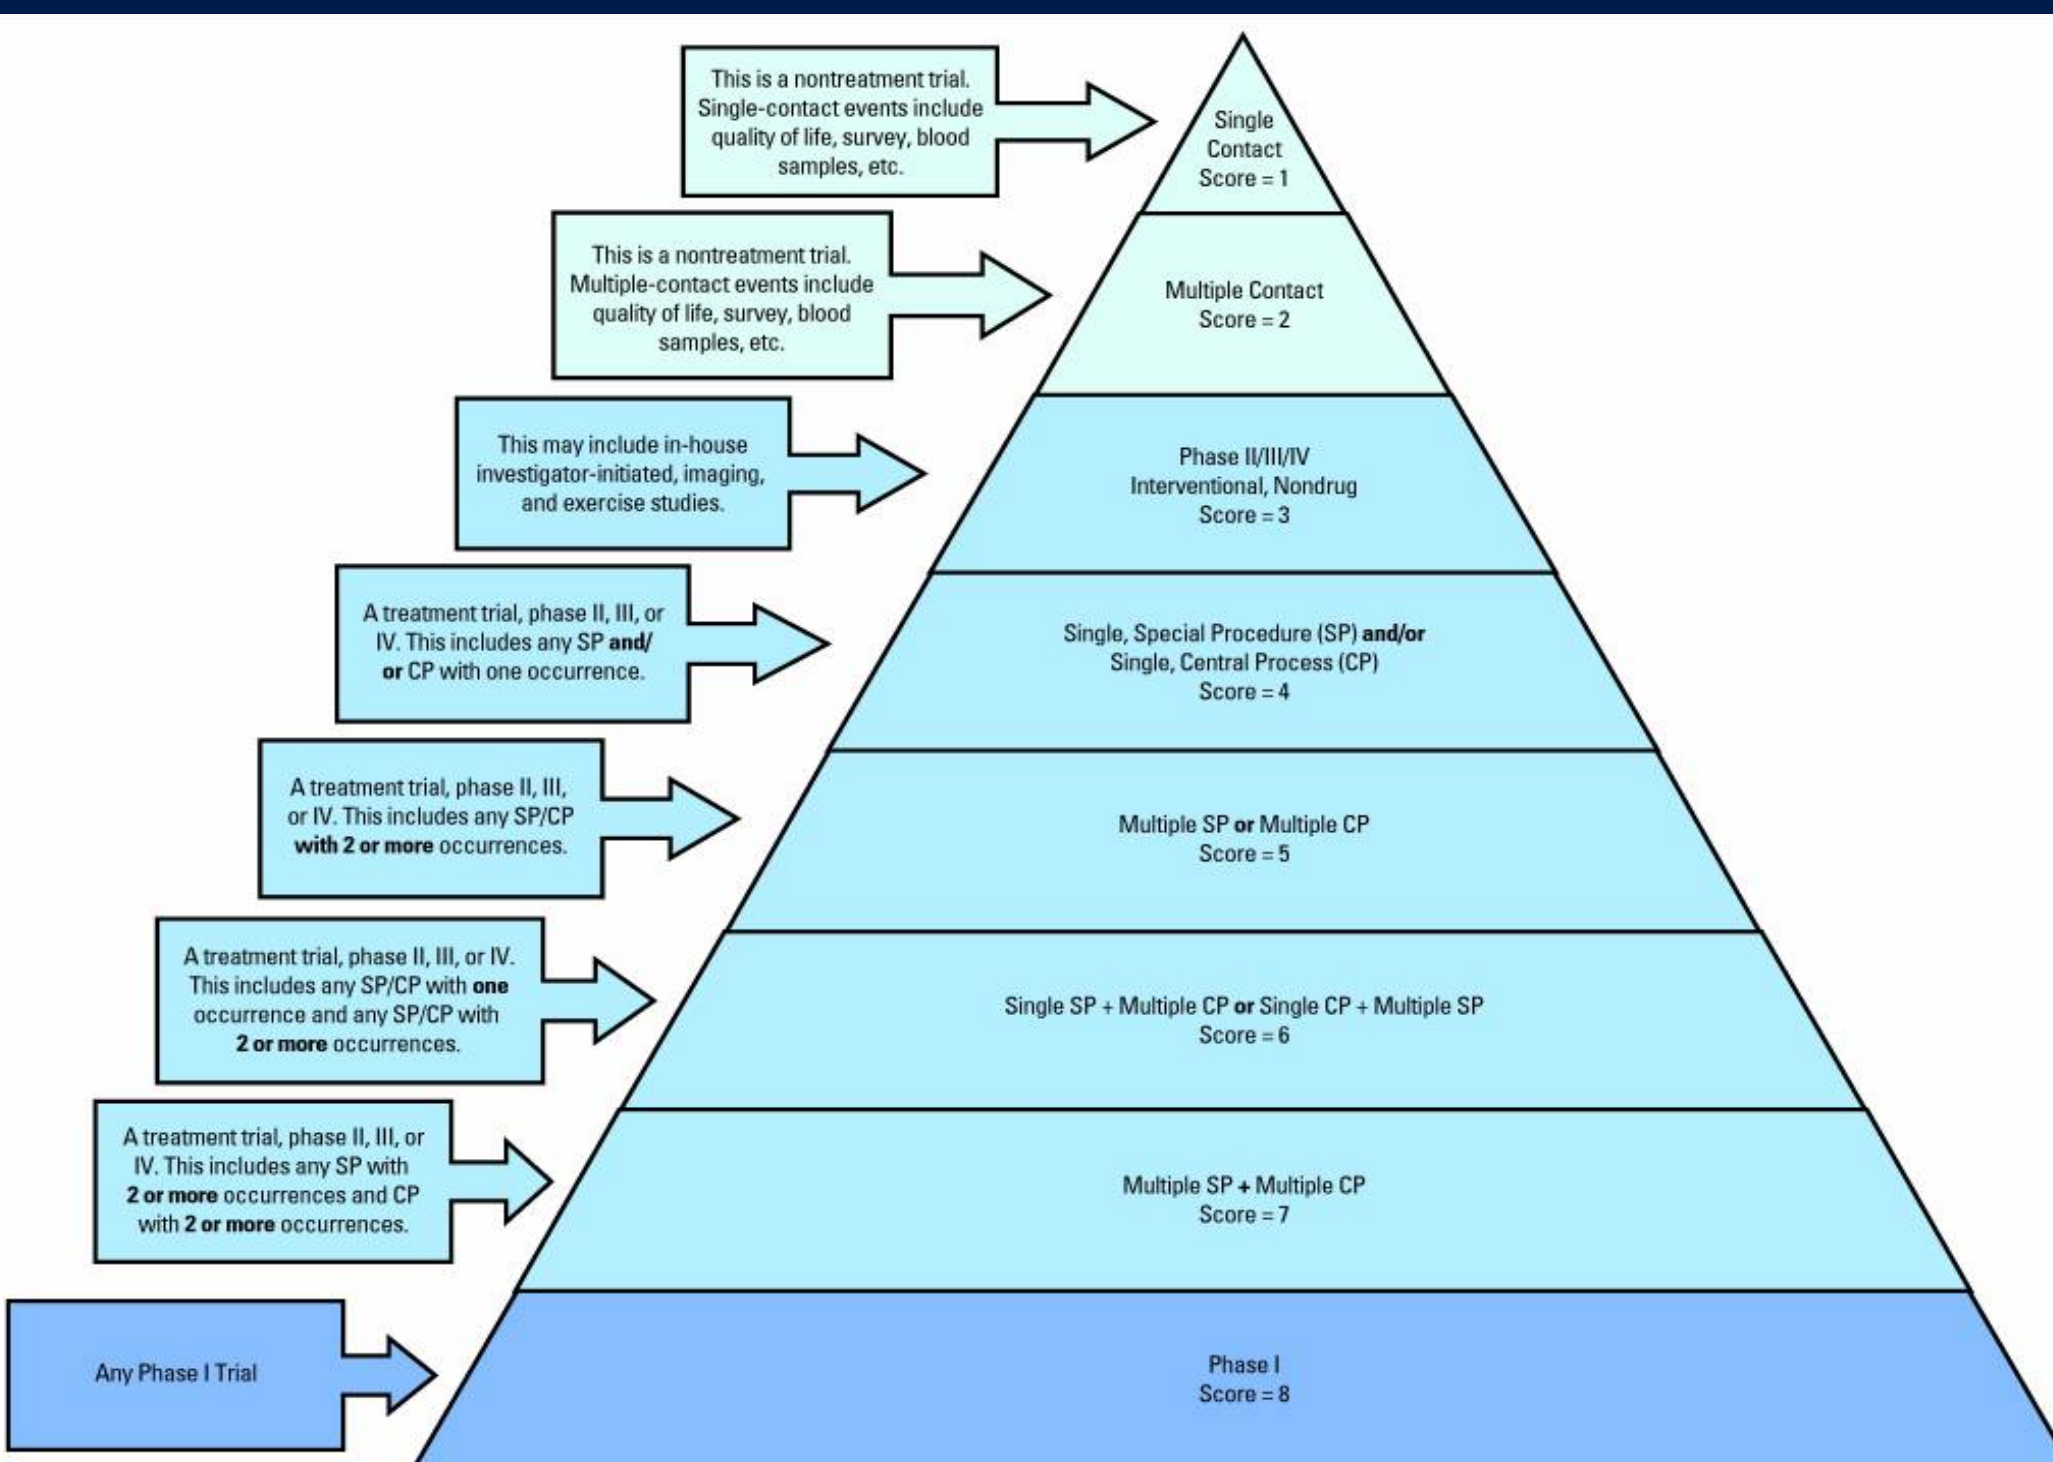 This is a nontreatment trial.
Single-contact events include
quality of life, survey, blood
samples, etc.
Single
Contact
Score = 1
This is a nontreatment trial.
Multiple-contact events include
quality of life, survey, blood
samples, etc.
Multiple Contact
Score = 2
This may include in-house
investigator-initiated, imaging,
and exercise studies.
Phase II/III/IV
Interventional, Nondrug
Score = 3
A treatment trial, phase II, III, or
IV. This includes any SP and/
or CP with one occurrence.
Single, Special Procedure (SP) and/or
Single, Central Process (CP)
Score = 4
A treatment trial, phase II, III,
or IV. This includes any SP/CP
with 2 or more occurrences.
Multiple SP or Multiple CP
Score = 5
A treatment trial, phase II, III, or IV.
This includes any SP/CP with one
occurrence and any SP/CP with
2 or more occurrences.
Single SP + Multiple CP or Single CP + Multiple SP
Score = 6
A treatment trial, phase II, III, or
IV. This includes any SP with
2 or more occurrences and CP
with 2 or more occurrences.
Multiple SP + Multiple CP
Score = 7
Any Phase I Trial
Phase I
Score = 8